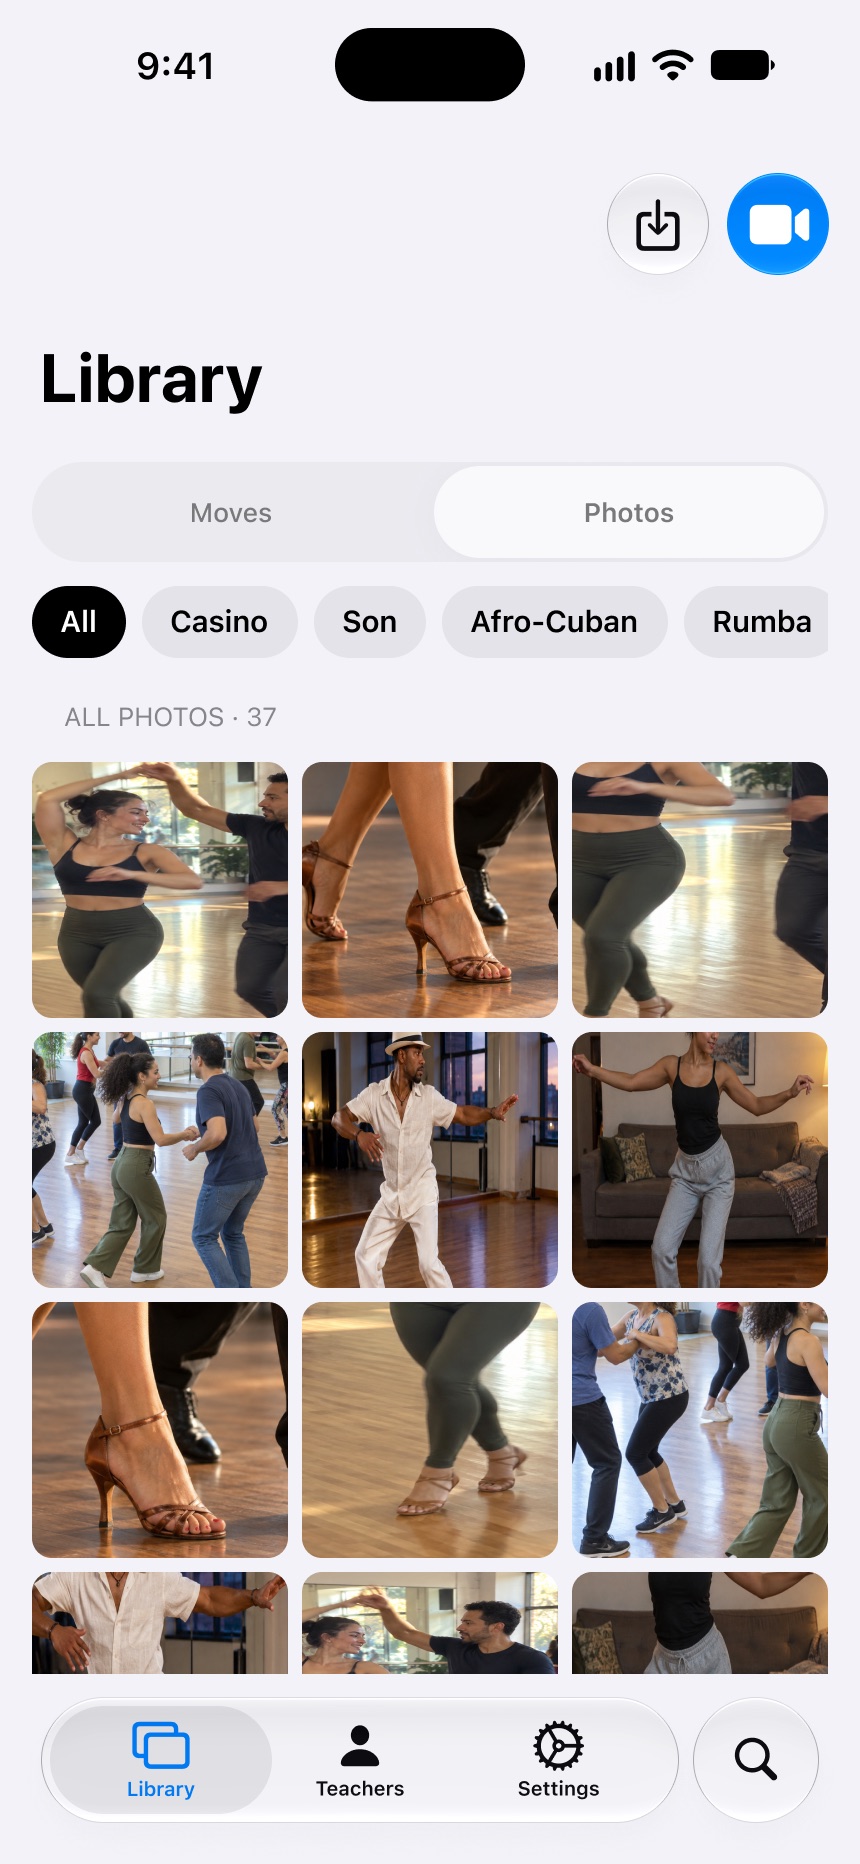 9:41
Library
Moves Photos
All Casino Son Afro-Cuban Rumba
ALL PHOTOS · 37
Library Teachers Settings